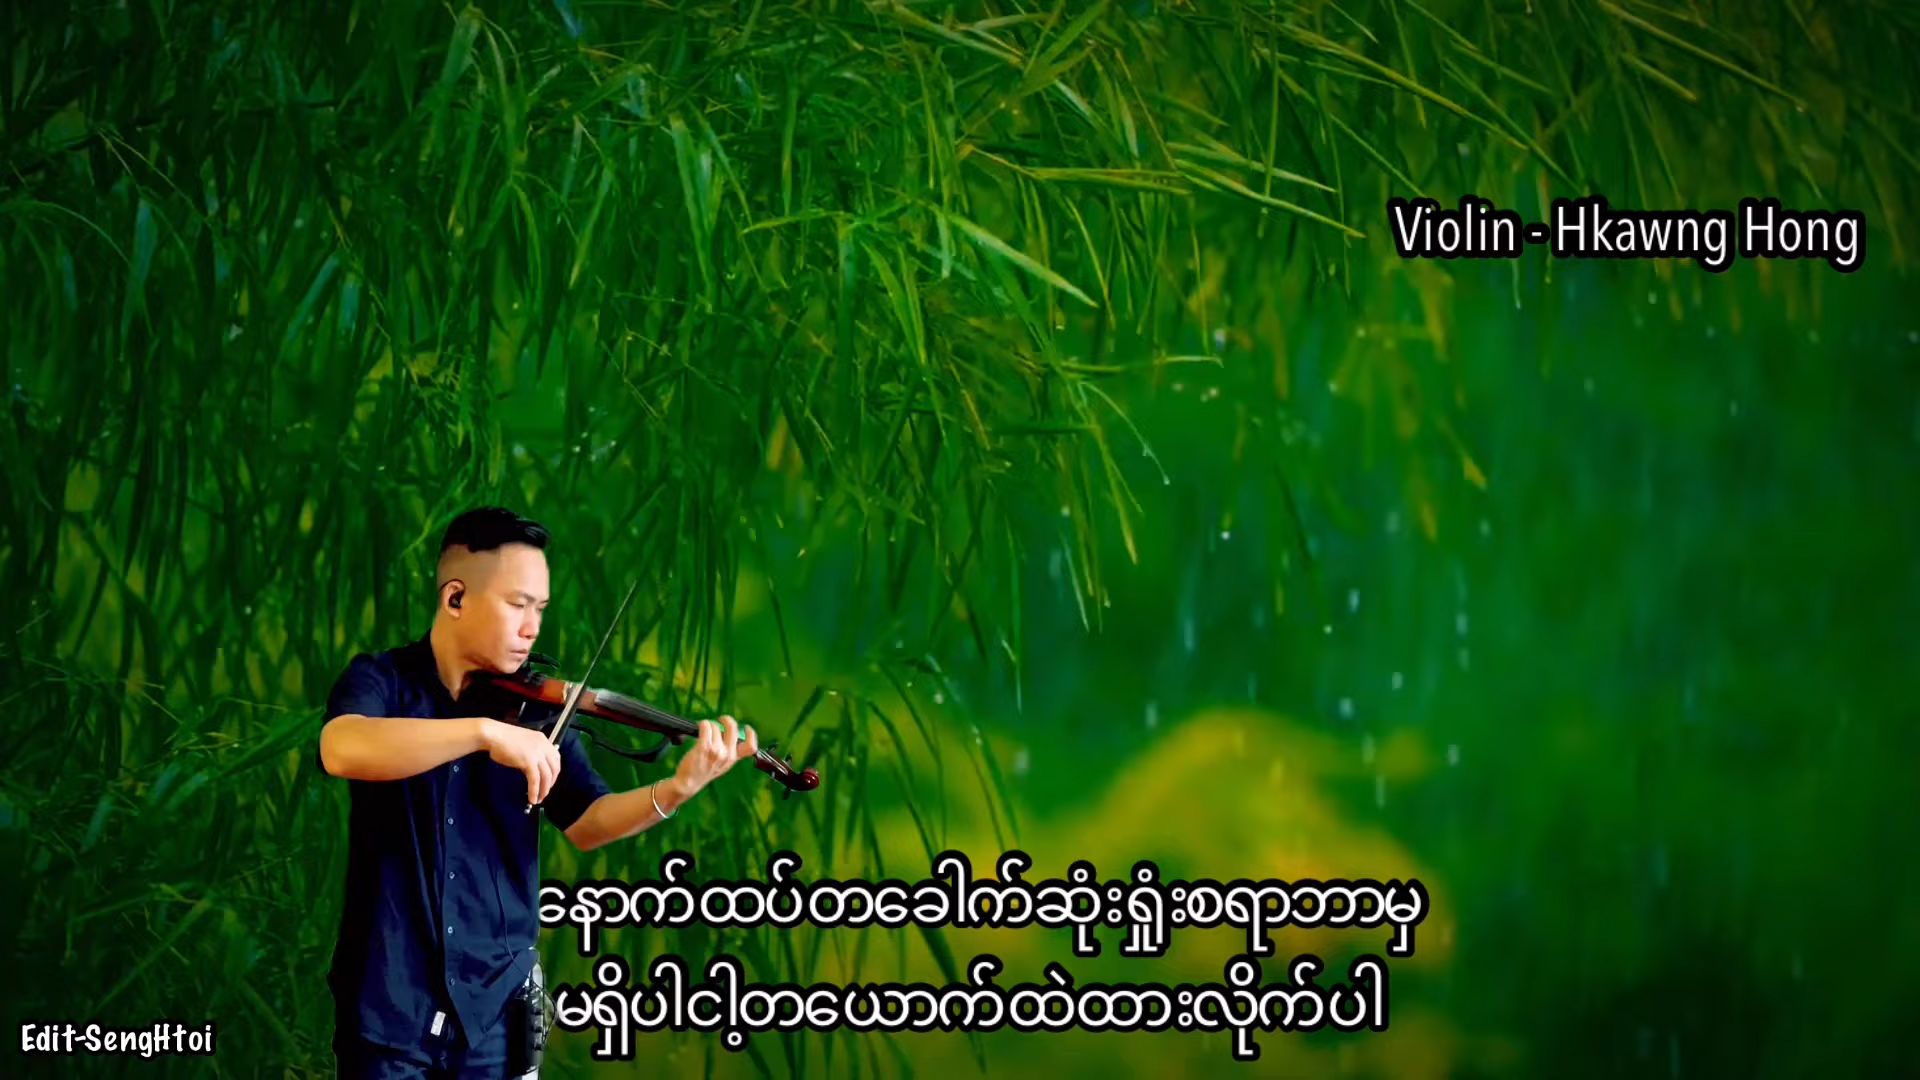 Violin - Hkawng Hong
နောက်ထပ်တခေါက်ဆုံးရှုံးစရာဘာမှ
မရှိပါငါ့တယောက်ထဲထားလိုက်ပါ
Edit-SengHtoi